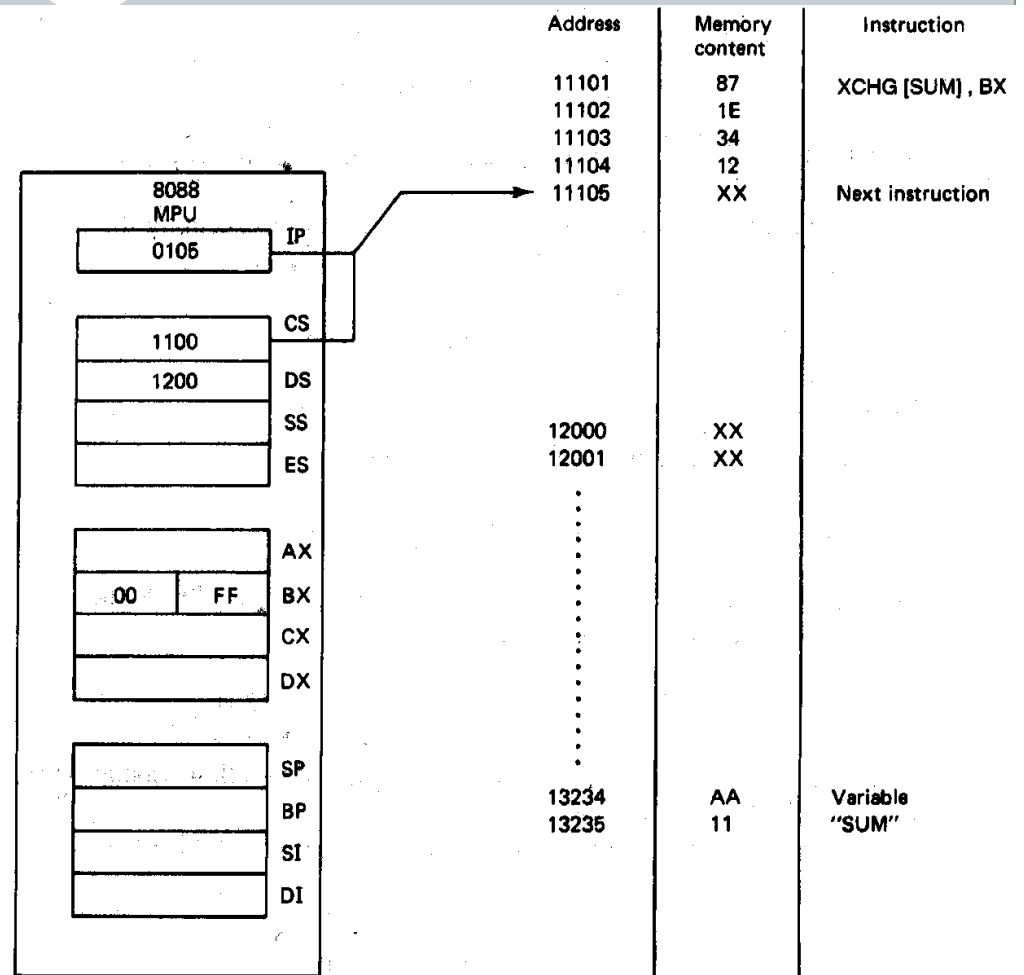 Address Memory content Instruction
11101 87 XCHG [SUM] , BX
11102 1E
11103 34
11104 12
11105 XX Next instruction
8088
MPU
0105 IP
1100 CS
1200 DS
SS
ES
12000 XX
12001 XX
AX
00 FF BX
CX
DX
SP
BP
SI
DI
13234 AA Variable
13235 11 "SUM"